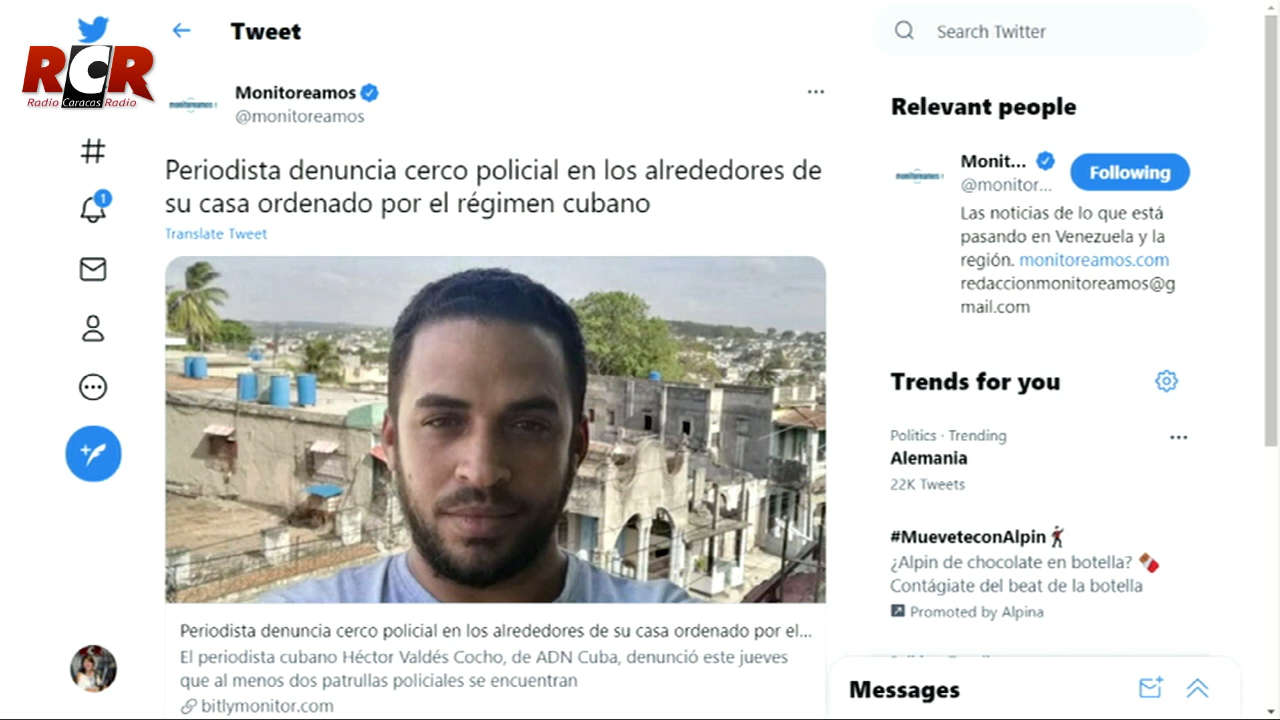 RCR
Radio Caracas Radio
Tweet
Monitoreamos
@monitoreamos
Periodista denuncia cerco policial en los alrededores de
su casa ordenado por el régimen cubano
Translate Tweet
monitoreamos
Periodista denuncia cerco policial en los alrededores de su casa ordenado por el...
El periodista cubano Héctor Valdés Cocho, de ADN Cuba, denunció este jueves
que al menos dos patrullas policiales se encuentran
bitlymonitor.com
1
Search Twitter
Relevant people
monitoreamos
Monit...
@monitor...
Following
Las noticias de lo que está
pasando en Venezuela y la
región. monitoreamos.com
redaccionmonitoreamos@g
mail.com
Trends for you
Politics · Trending
Alemania
22K Tweets
#MueveteconAlpin
¿Alpin de chocolate en botella?
Contágiate del beat de la botella
Promoted by Alpina
Messages